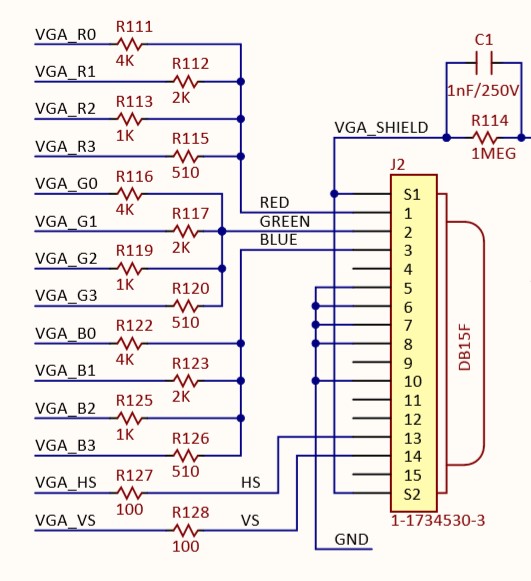 VGA_R0 R111
4K
VGA_R1 R112
2K
VGA_R2 R113
1K
VGA_R3 R115
510
VGA_G0 R116
4K
VGA_G1 R117
2K
VGA_G2 R119
1K
VGA_G3 R120
510
VGA_B0 R122
4K
VGA_B1 R123
2K
VGA_B2 R125
1K
VGA_B3 R126
510
VGA_HS R127
100
HS
VGA_VS R128
100
VS
RED
GREEN
BLUE
C1
1nF/250V
R114
1MEG
VGA_SHIELD
J2
S1
1
2
3
4
5
6
7
8
9
10
11
12
13
14
15
S2
DB15F
1-1734530-3
GND